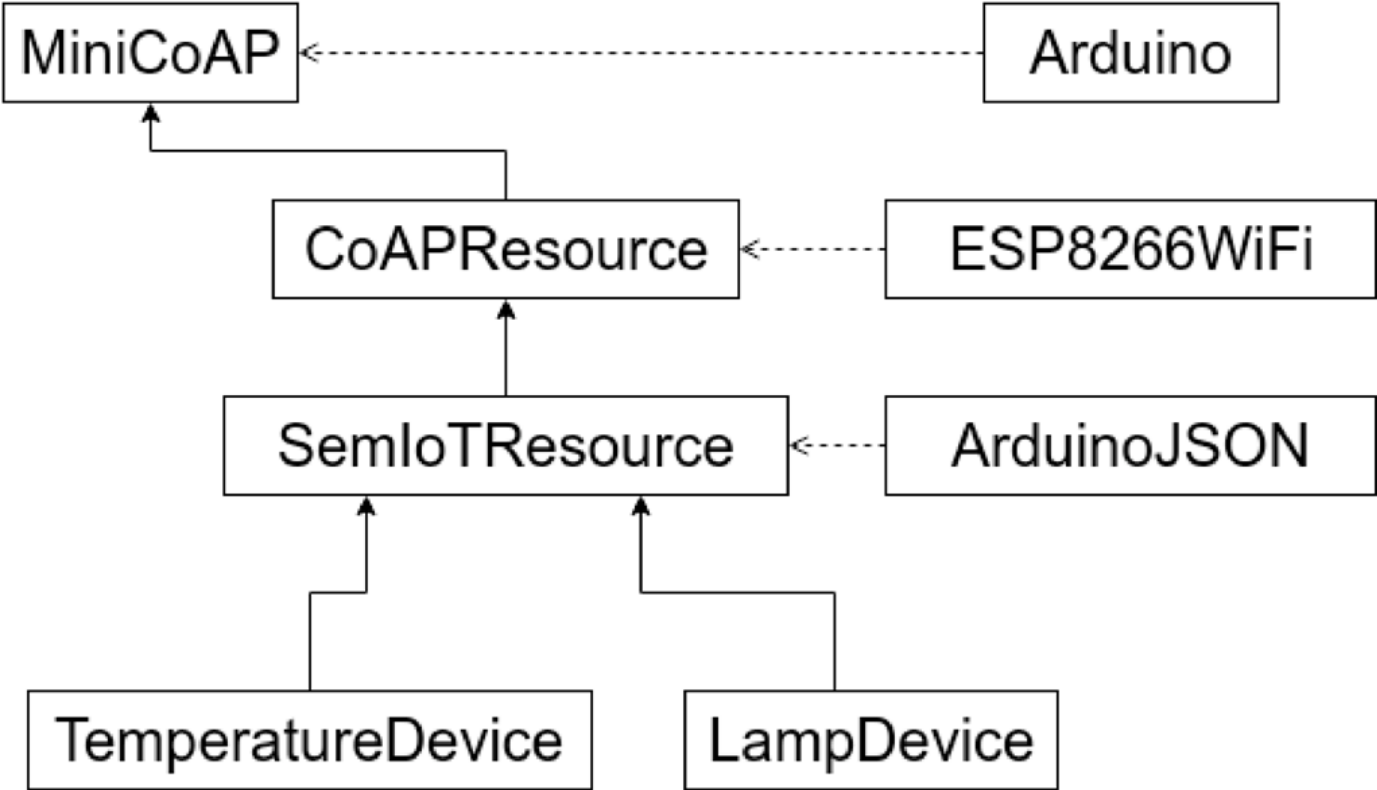 MiniCoAP
Arduino
CoAPResource
ESP8266WiFi
SemIoTResource
ArduinoJSON
TemperatureDevice
LampDevice